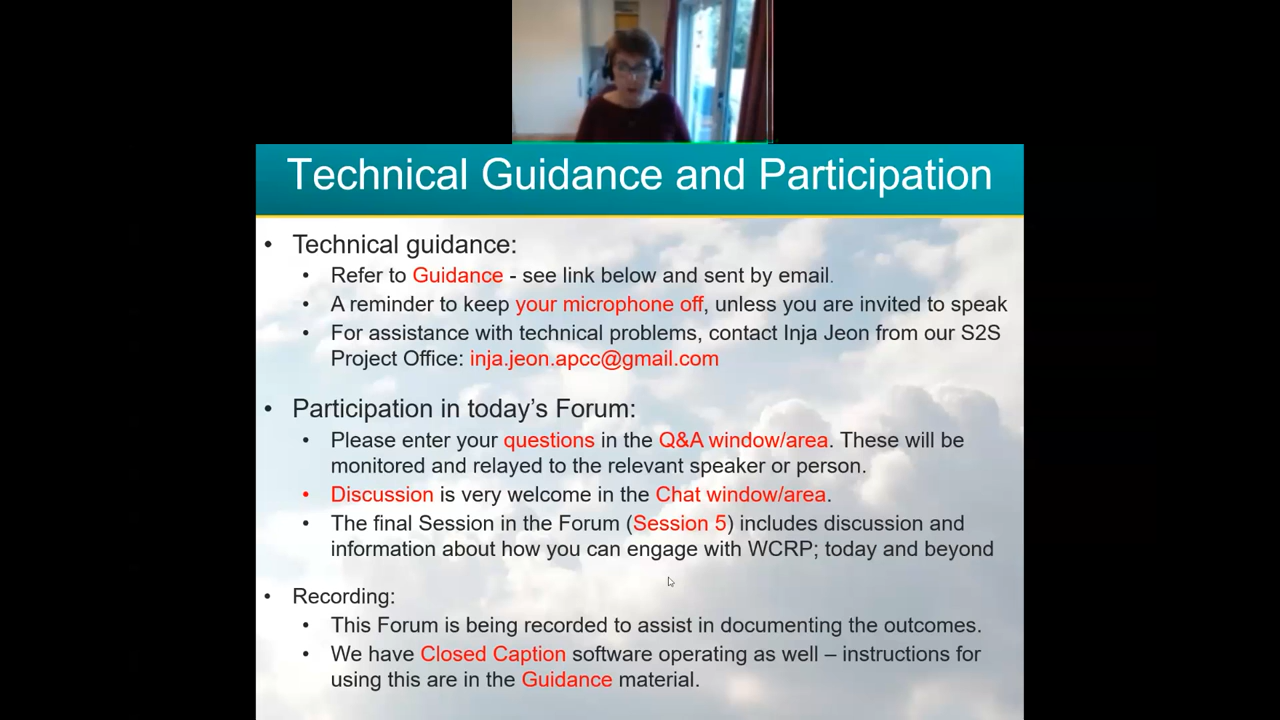 Technical Guidance and Participation
• Technical guidance:
• Refer to Guidance - see link below and sent by email.
• A reminder to keep your microphone off, unless you are invited to speak
• For assistance with technical problems, contact Inja Jeon from our S2S
Project Office: inja.jeon.apcc@gmail.com
• Participation in today's Forum:
• Please enter your questions in the Q&A window/area. These will be
monitored and relayed to the relevant speaker or person.
• Discussion is very welcome in the Chat window/area.
• The final Session in the Forum (Session 5) includes discussion and
information about how you can engage with WCRP; today and beyond
• Recording:
• This Forum is being recorded to assist in documenting the outcomes.
• We have Closed Caption software operating as well – instructions for
using this are in the Guidance material.